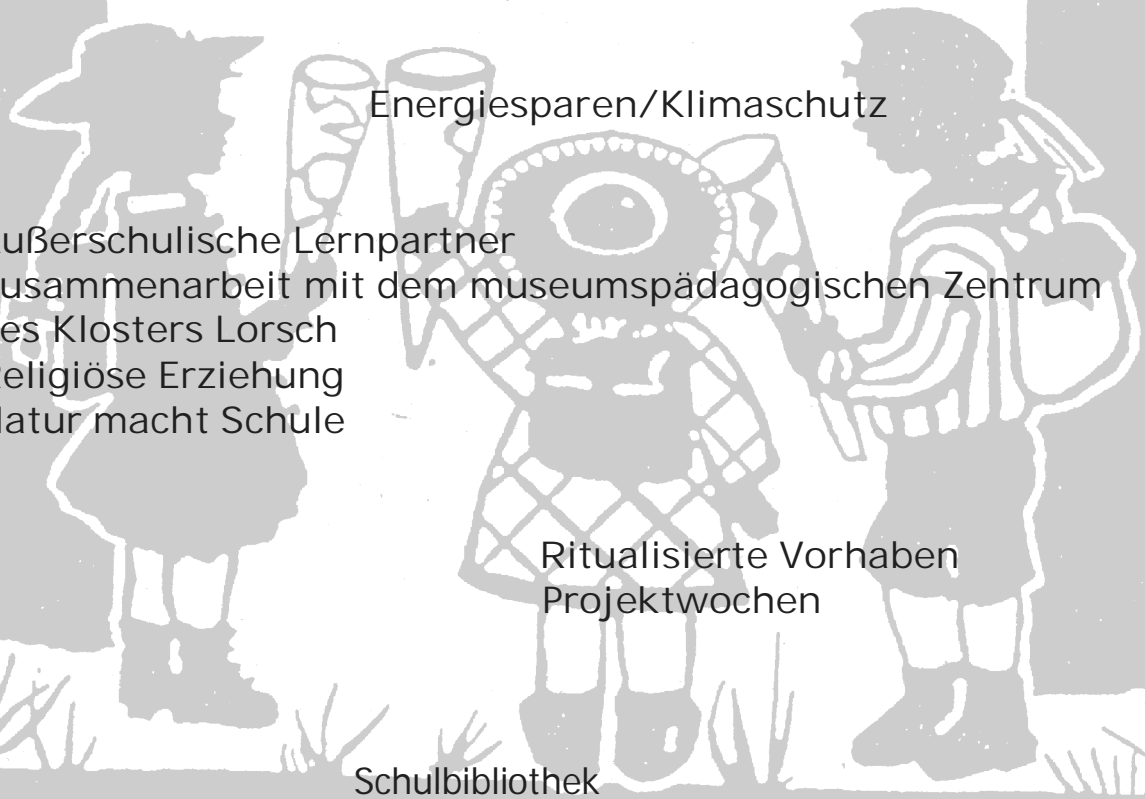 Energiesparen/Klimaschutz
ußerschulische Lernpartner
usammenarbeit mit dem museumspädagogischen Zentrum
es Klosters Lorsch
eligiöse Erziehung
atur macht Schule
Ritualisierte Vorhaben
Projektwochen
Schulbibliothek